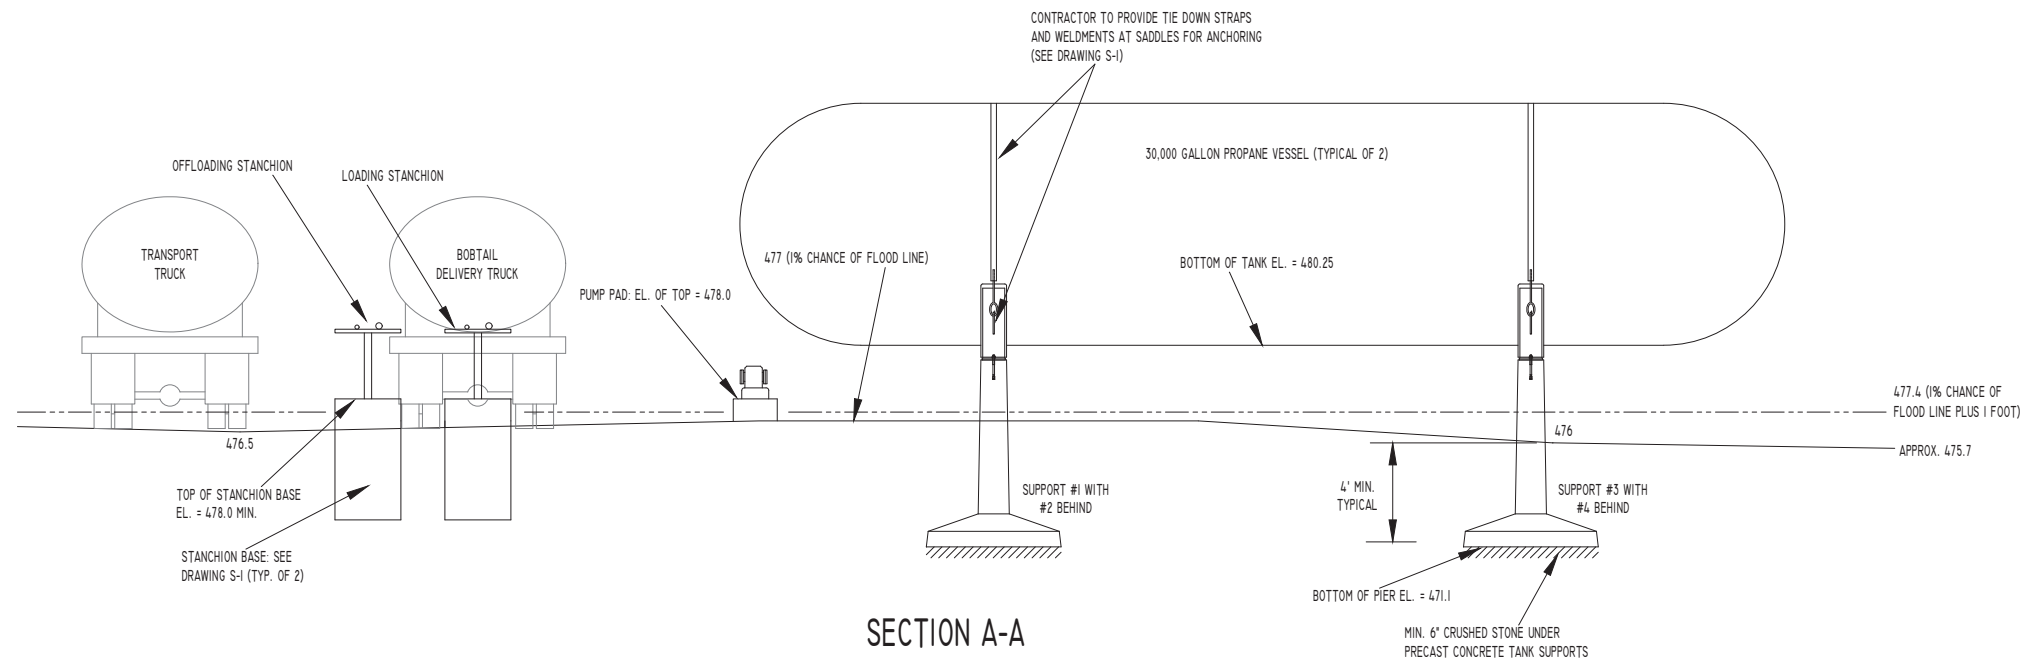 CONTRACTOR TO PROVIDE TIE DOWN STRAPS
AND WELDMENTS AT SADDLES FOR ANCHORING
(SEE DRAWING S-1)
OFFLOADING STANCHION
LOADING STANCHION
30,000 GALLON PROPANE VESSEL (TYPICAL OF 2)
TRANSPORT
TRUCK
BOBTAIL
DELIVERY TRUCK
477 (1% CHANCE OF FLOOD LINE)
BOTTOM OF TANK EL. = 480.25
PUMP PAD: EL. OF TOP = 478.0
477.4 (1% CHANCE OF
FLOOD LINE PLUS 1 FOOT)
476.5
476
APPROX. 475.7
TOP OF STANCHION BASE
EL. = 478.0 MIN.
SUPPORT #1 WITH
#2 BEHIND
4' MIN.
TYPICAL
SUPPORT #3 WITH
#4 BEHIND
STANCHION BASE: SEE
DRAWING S-1 (TYP. OF 2)
BOTTOM OF PIER EL. = 471.1
SECTION A-A
MIN. 6" CRUSHED STONE UNDER
PRECAST CONCRETE TANK SUPPORTS